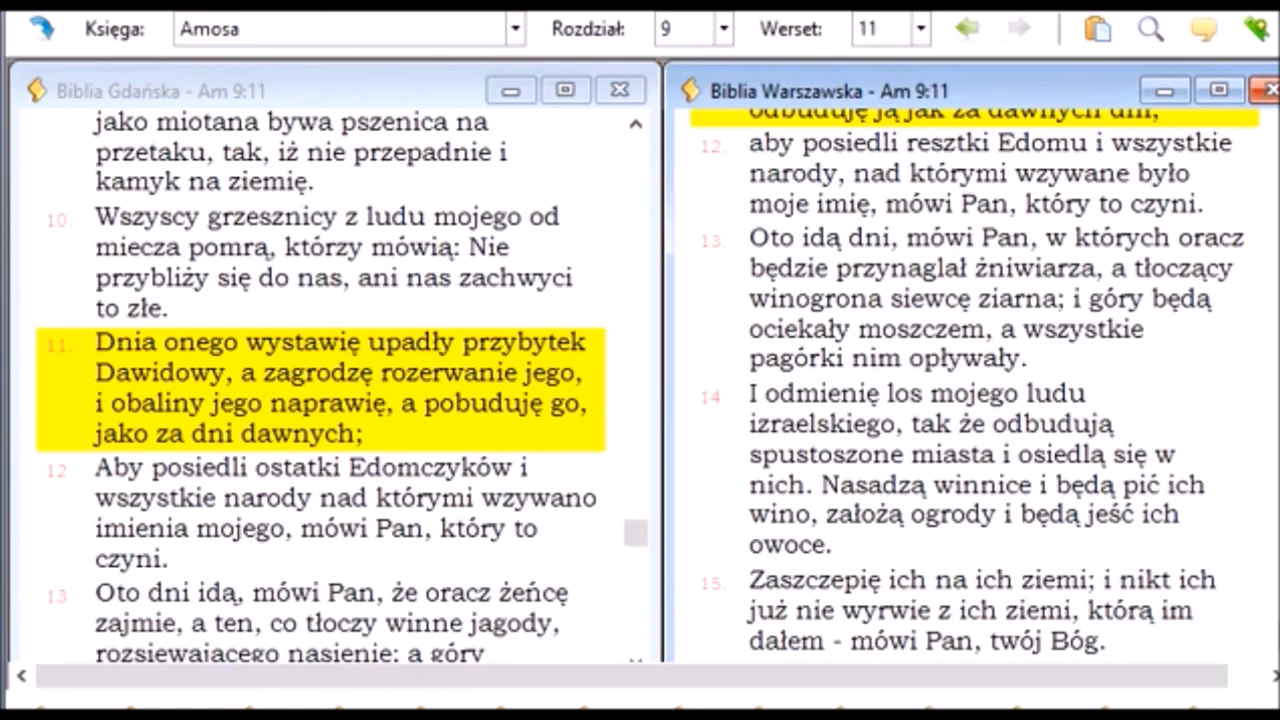 Księga: Amosa Rozdział: 9 Werset: 11
Biblia Gdańska - Am 9:11
jako miotana bywa pszenica na
przetaku, tak, iż nie przepadnie i
kamyk na ziemię.
10. Wszyscy grzesznicy z ludu mojego od
miecza pomrą, którzy mówią: Nie
przybliży się do nas, ani nas zachwyci
to złe.
11. Dnia onego wystawię upadły przybytek
Dawidowy, a zagrodzę rozerwanie jego,
i obaliny jego naprawię, a pobuduję go,
jako za dni dawnych;
12 Aby posiedli ostatki Edomczyków i
wszystkie narody nad którymi wzywano
imienia mojego, mówi Pan, który to
czyni.
13 Oto dni idą, mówi Pan, że oracz żeńcę
zajmie, a ten, co tłoczy winne jagody,
rozsiewającego nasienie; a góry
Biblia Warszawska - Am 9:11
odbuduję ją jak za dawnych dni,
12. aby posiedli resztki Edomu i wszystkie
narody, nad którymi wzywane było
moje imię, mówi Pan, który to czyni.
13. Oto idą dni, mówi Pan, w których oracz
będzie przynaglał żniwiarza, a tłoczący
winogrona siewcę ziarna; i góry będą
ociekały moszczem, a wszystkie
pagórki nim opływały.
14. I odmienię los mojego ludu
izraelskiego, tak że odbudują
spustoszone miasta i osiedlą się w
nich. Nasadzą winnice i będą pić ich
wino, założą ogrody i będą jeść ich
owoce.
15. Zaszczepię ich na ich ziemi; i nikt ich
już nie wyrwie z ich ziemi, którą im
dałem - mówi Pan, twój Bóg.